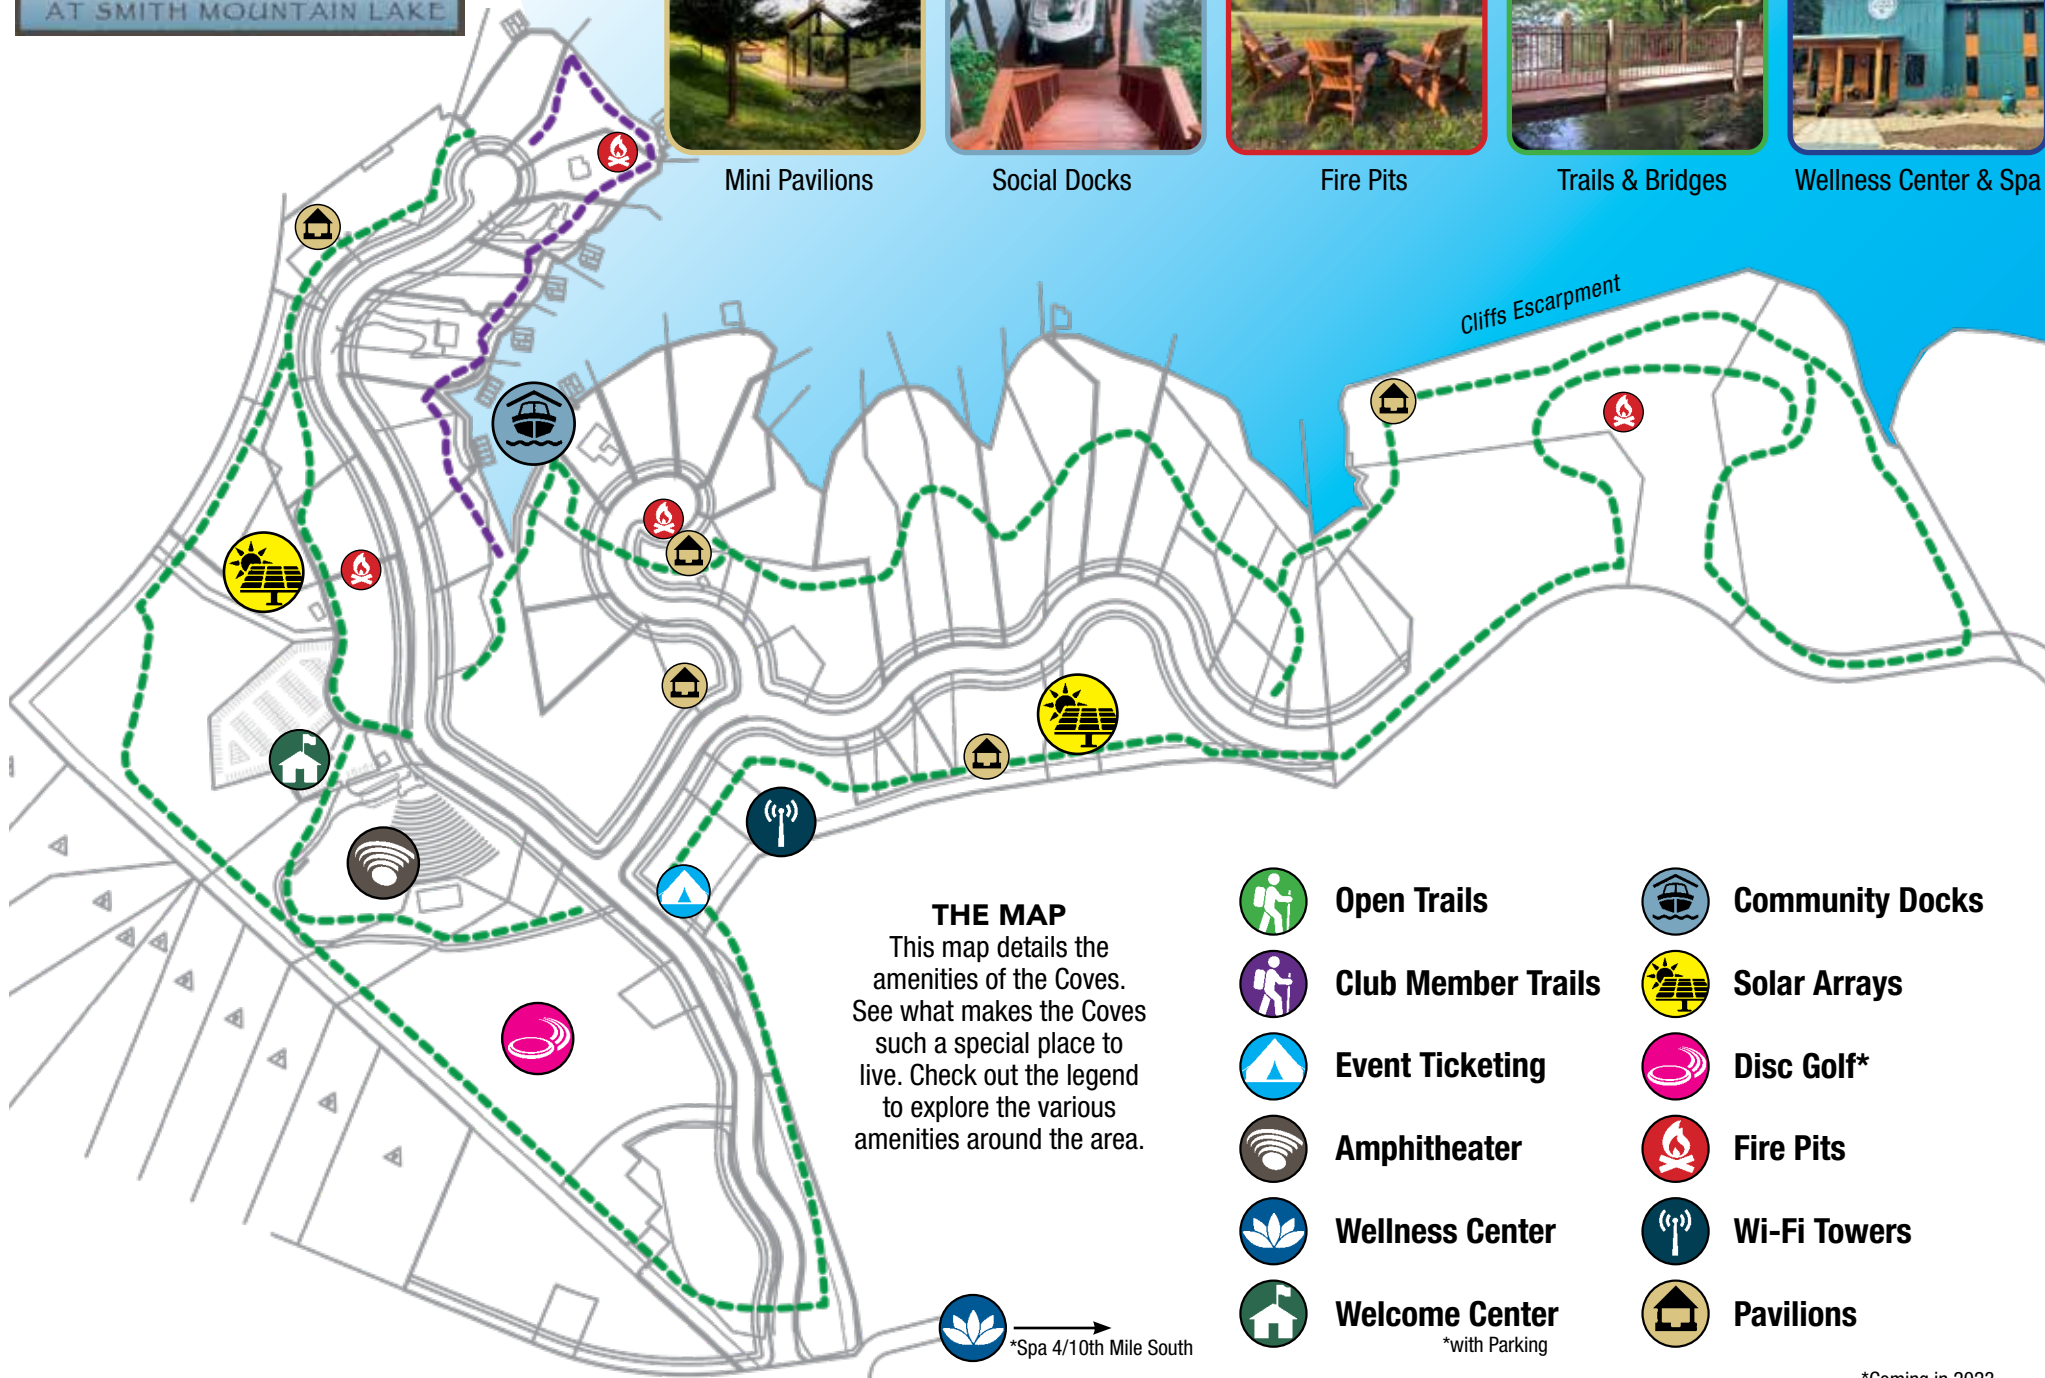 AT SMITH MOUNTAIN LAKE
Mini Pavilions
Social Docks
Fire Pits
Trails & Bridges
Wellness Center & Spa
Cliffs Escarpment
THE MAP
This map details the
amenities of the Coves.
See what makes the Coves
such a special place to
live. Check out the legend
to explore the various
amenities around the area.
Open Trails
Club Member Trails
Event Ticketing
Amphitheater
Wellness Center
Welcome Center
*with Parking
Community Docks
Solar Arrays
Disc Golf*
Fire Pits
Wi-Fi Towers
Pavilions
*Spa 4/10th Mile South
*Coming in 2023